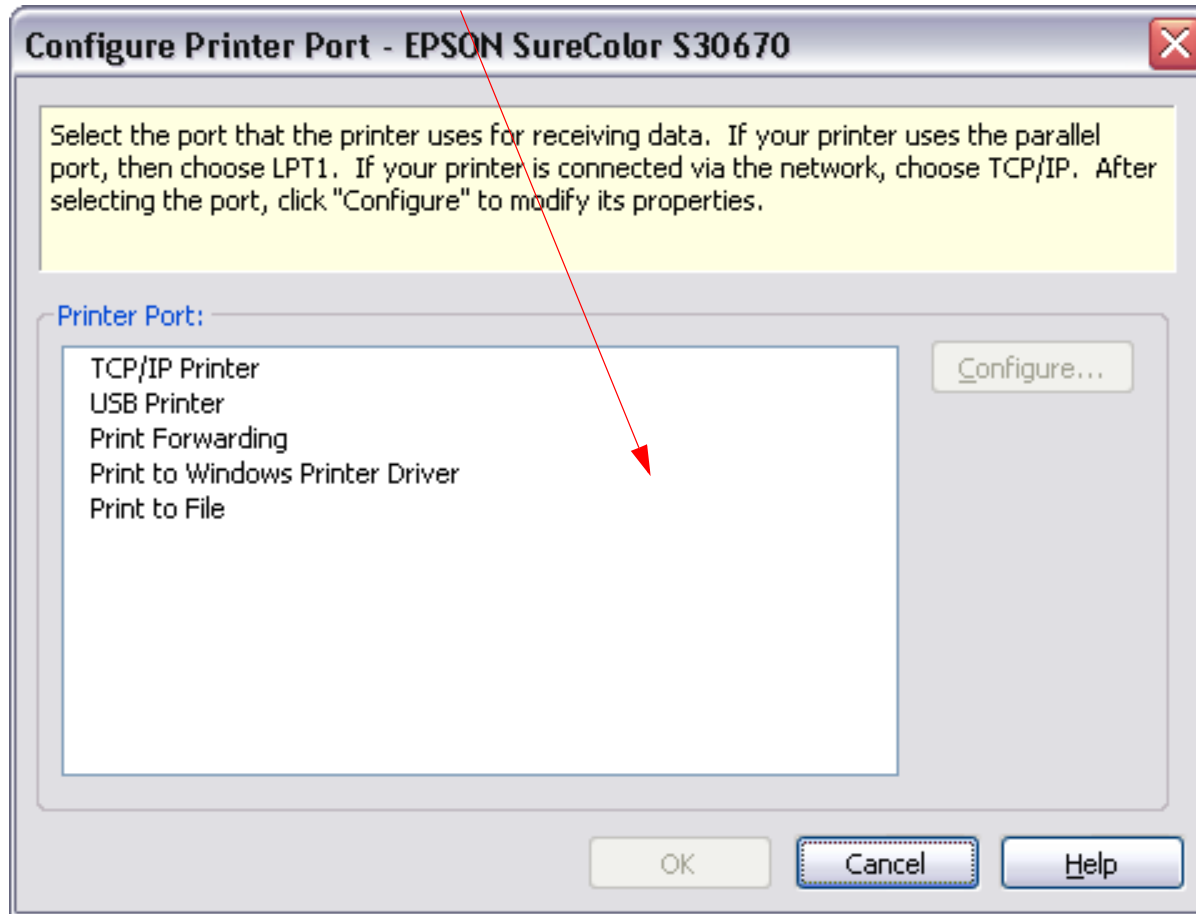 Configure Printer Port - EPSON SureColor S30670
Select the port that the printer uses for receiving data.  If your printer uses the parallel
port, then choose LPT1.  If your printer is connected via the network, choose TCP/IP.  After
selecting the port, click "Configure" to modify its properties.
Printer Port:
TCP/IP Printer
Configure...
USB Printer
Print Forwarding
Print to Windows Printer Driver
Print to File
OK
Cancel
Help